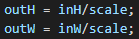 outH = inH/scale;
outW = inW/scale;